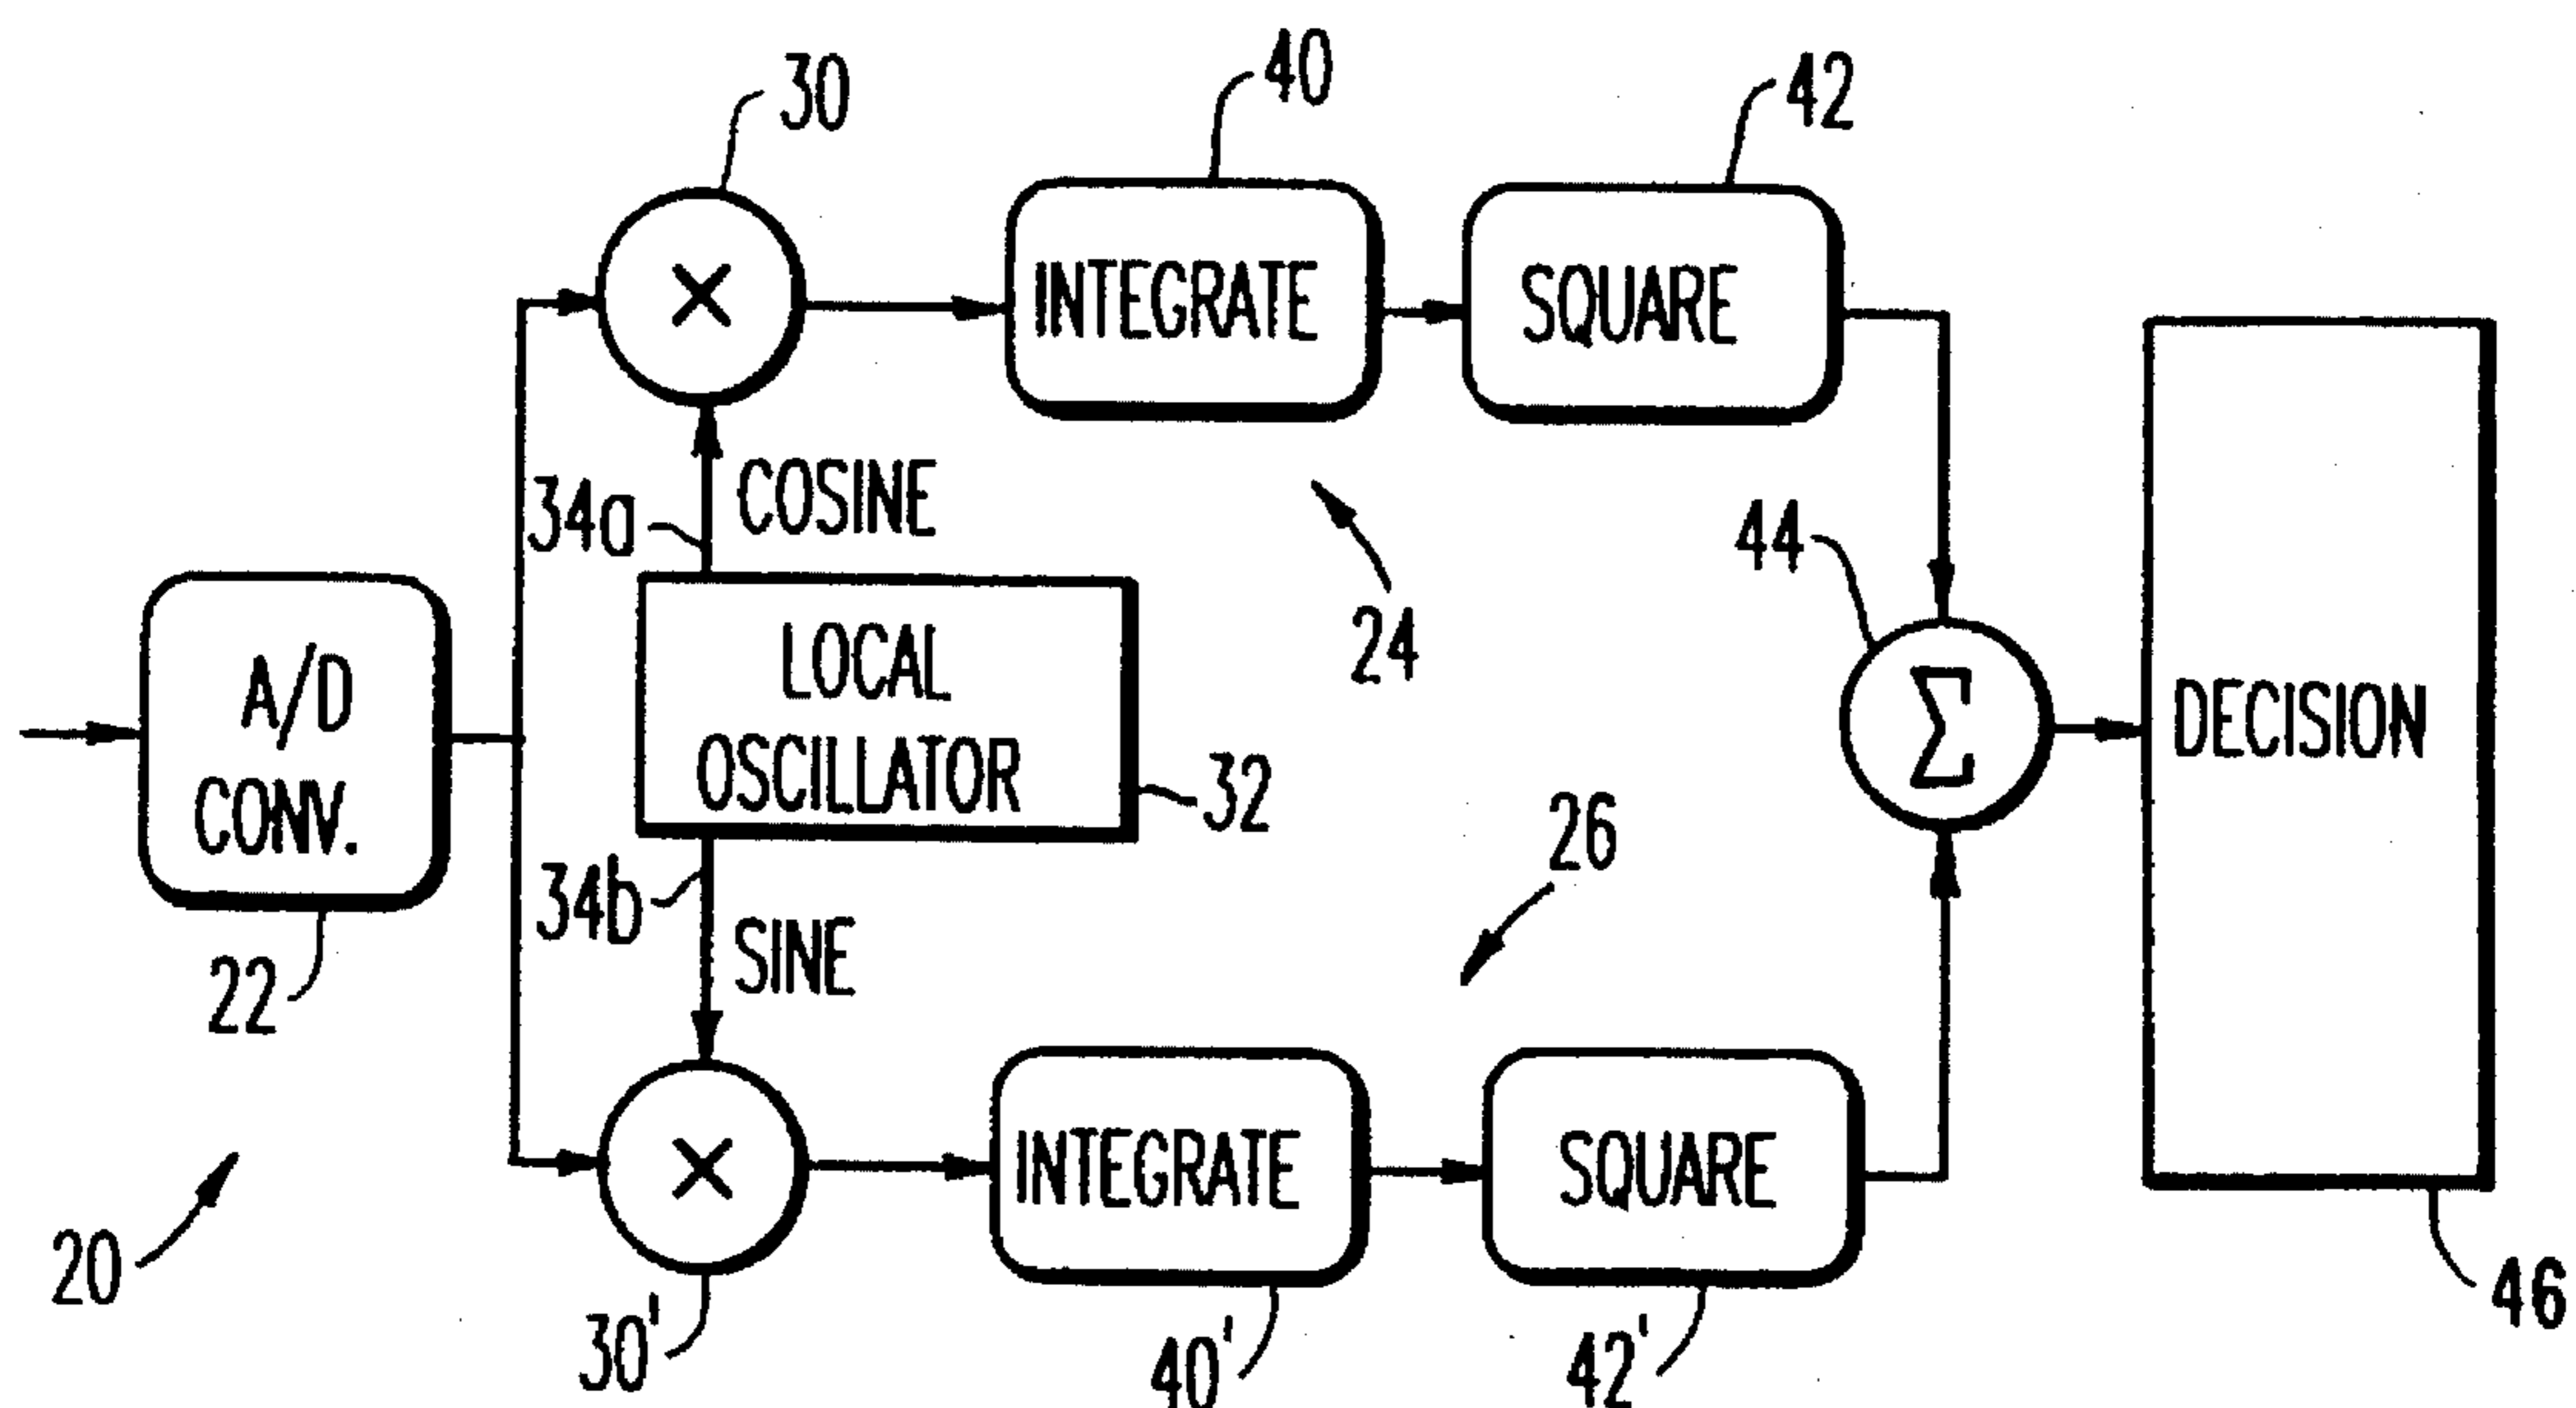 30
40
42
×
INTEGRATE
SQUARE
34a
COSINE
44
24
A/D
CONV.
LOCAL
OSCILLATOR
32
Σ
DECISION
26
34b
SINE
22
×
INTEGRATE
SQUARE
20
30'
40'
42'
46